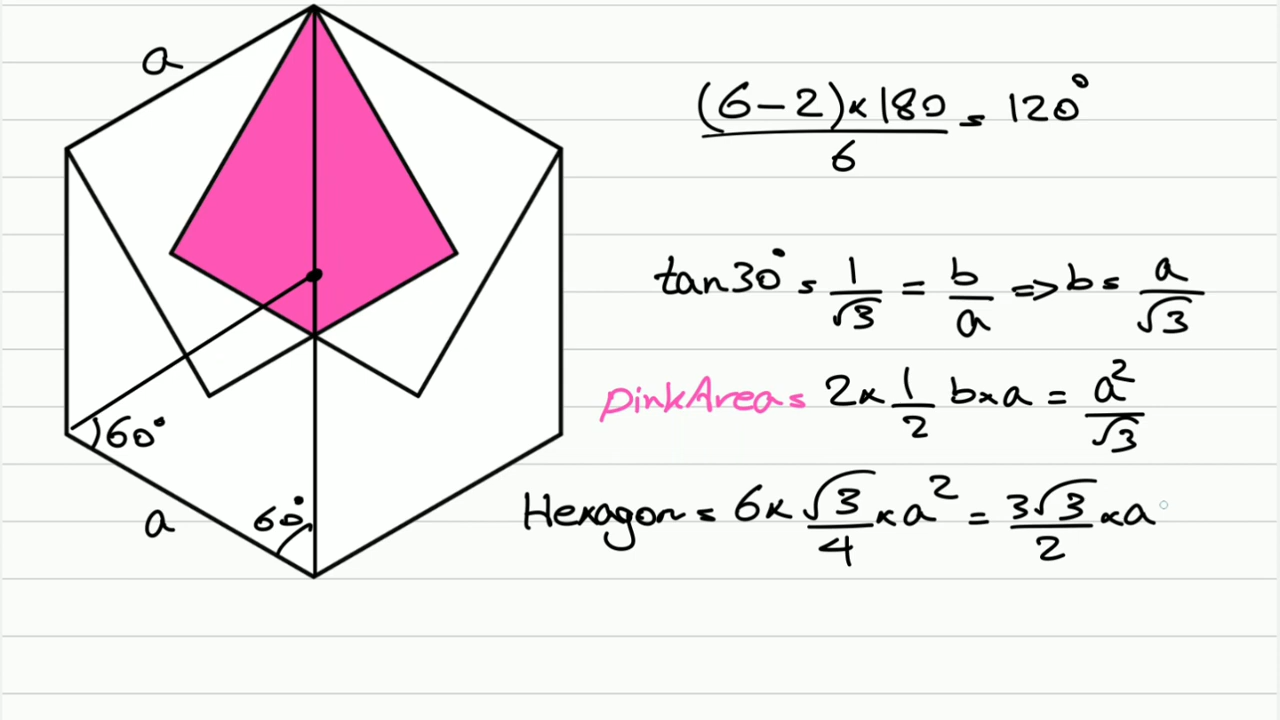 a
(6-2)×180/6 = 120°
tan30° = 1/√3 = b/a => b = a/√3
pinkArea = 2×1/2 b×a = a²/√3
60°
Hexagon = 6×√3/4×a² = 3√3/2×a
a
60°